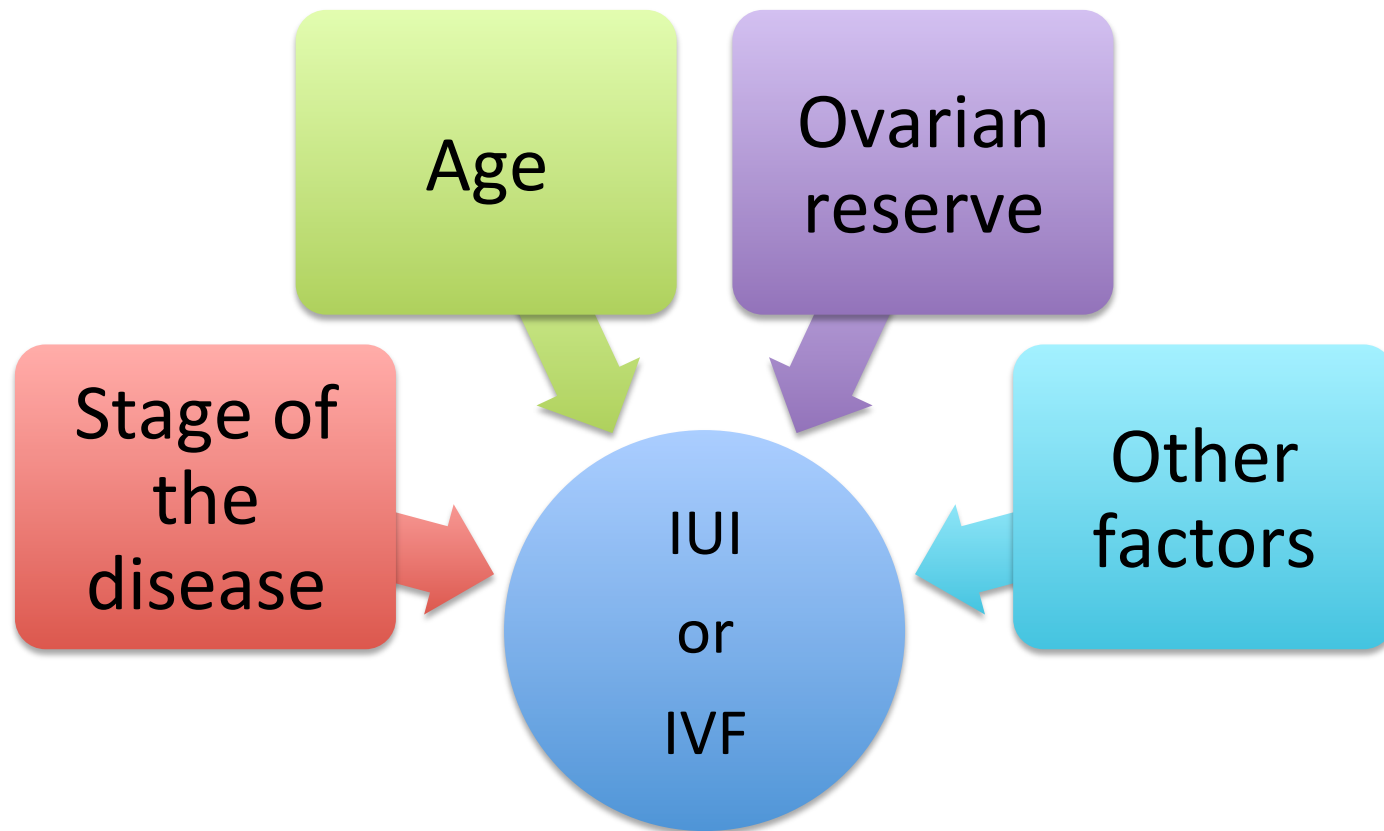 Age
Ovarian
reserve
Stage of
the
disease
Other
factors
IUI
or
IVF